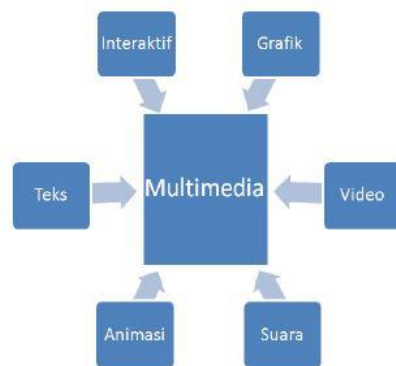 Interaktif
Grafik
Teks
Multimedia
Video
Animasi
Suara